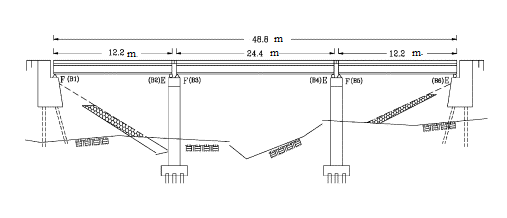 48.8 m
12.2 m 24.4 m 12.2 m.
F (B1) (B2)E F (B3) (B4)E F (B5) (B6)E